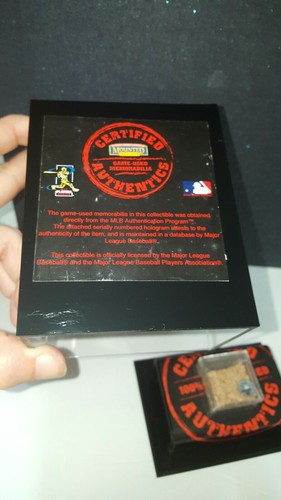 CERTIFIED
MOUNTED
GAME-USED
MEMORABILIA
AUTHENTICS
The game-used memorabilia in this collectible was obtained
directly from the MLB Authentication Program™.
The attached serially numbered hologram attests to the
authenticity of the item, and is maintained in a database by Major
League Baseball®.
This collectible is officially licensed by the Major League
Baseball® and the Major League Baseball Players Association®.
CERTIFIED
100%
AUTHENTICS